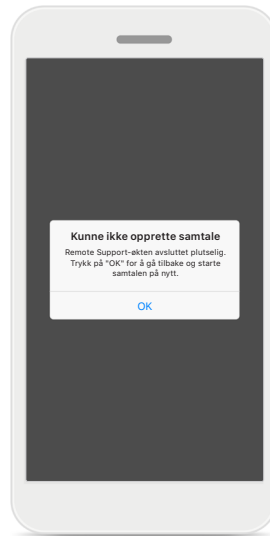 Kunne ikke opprette samtale
Remote Support-økten avsluttet plutselig.
Trykk på "OK" for å gå tilbake og starte
samtalen på nytt.
OK